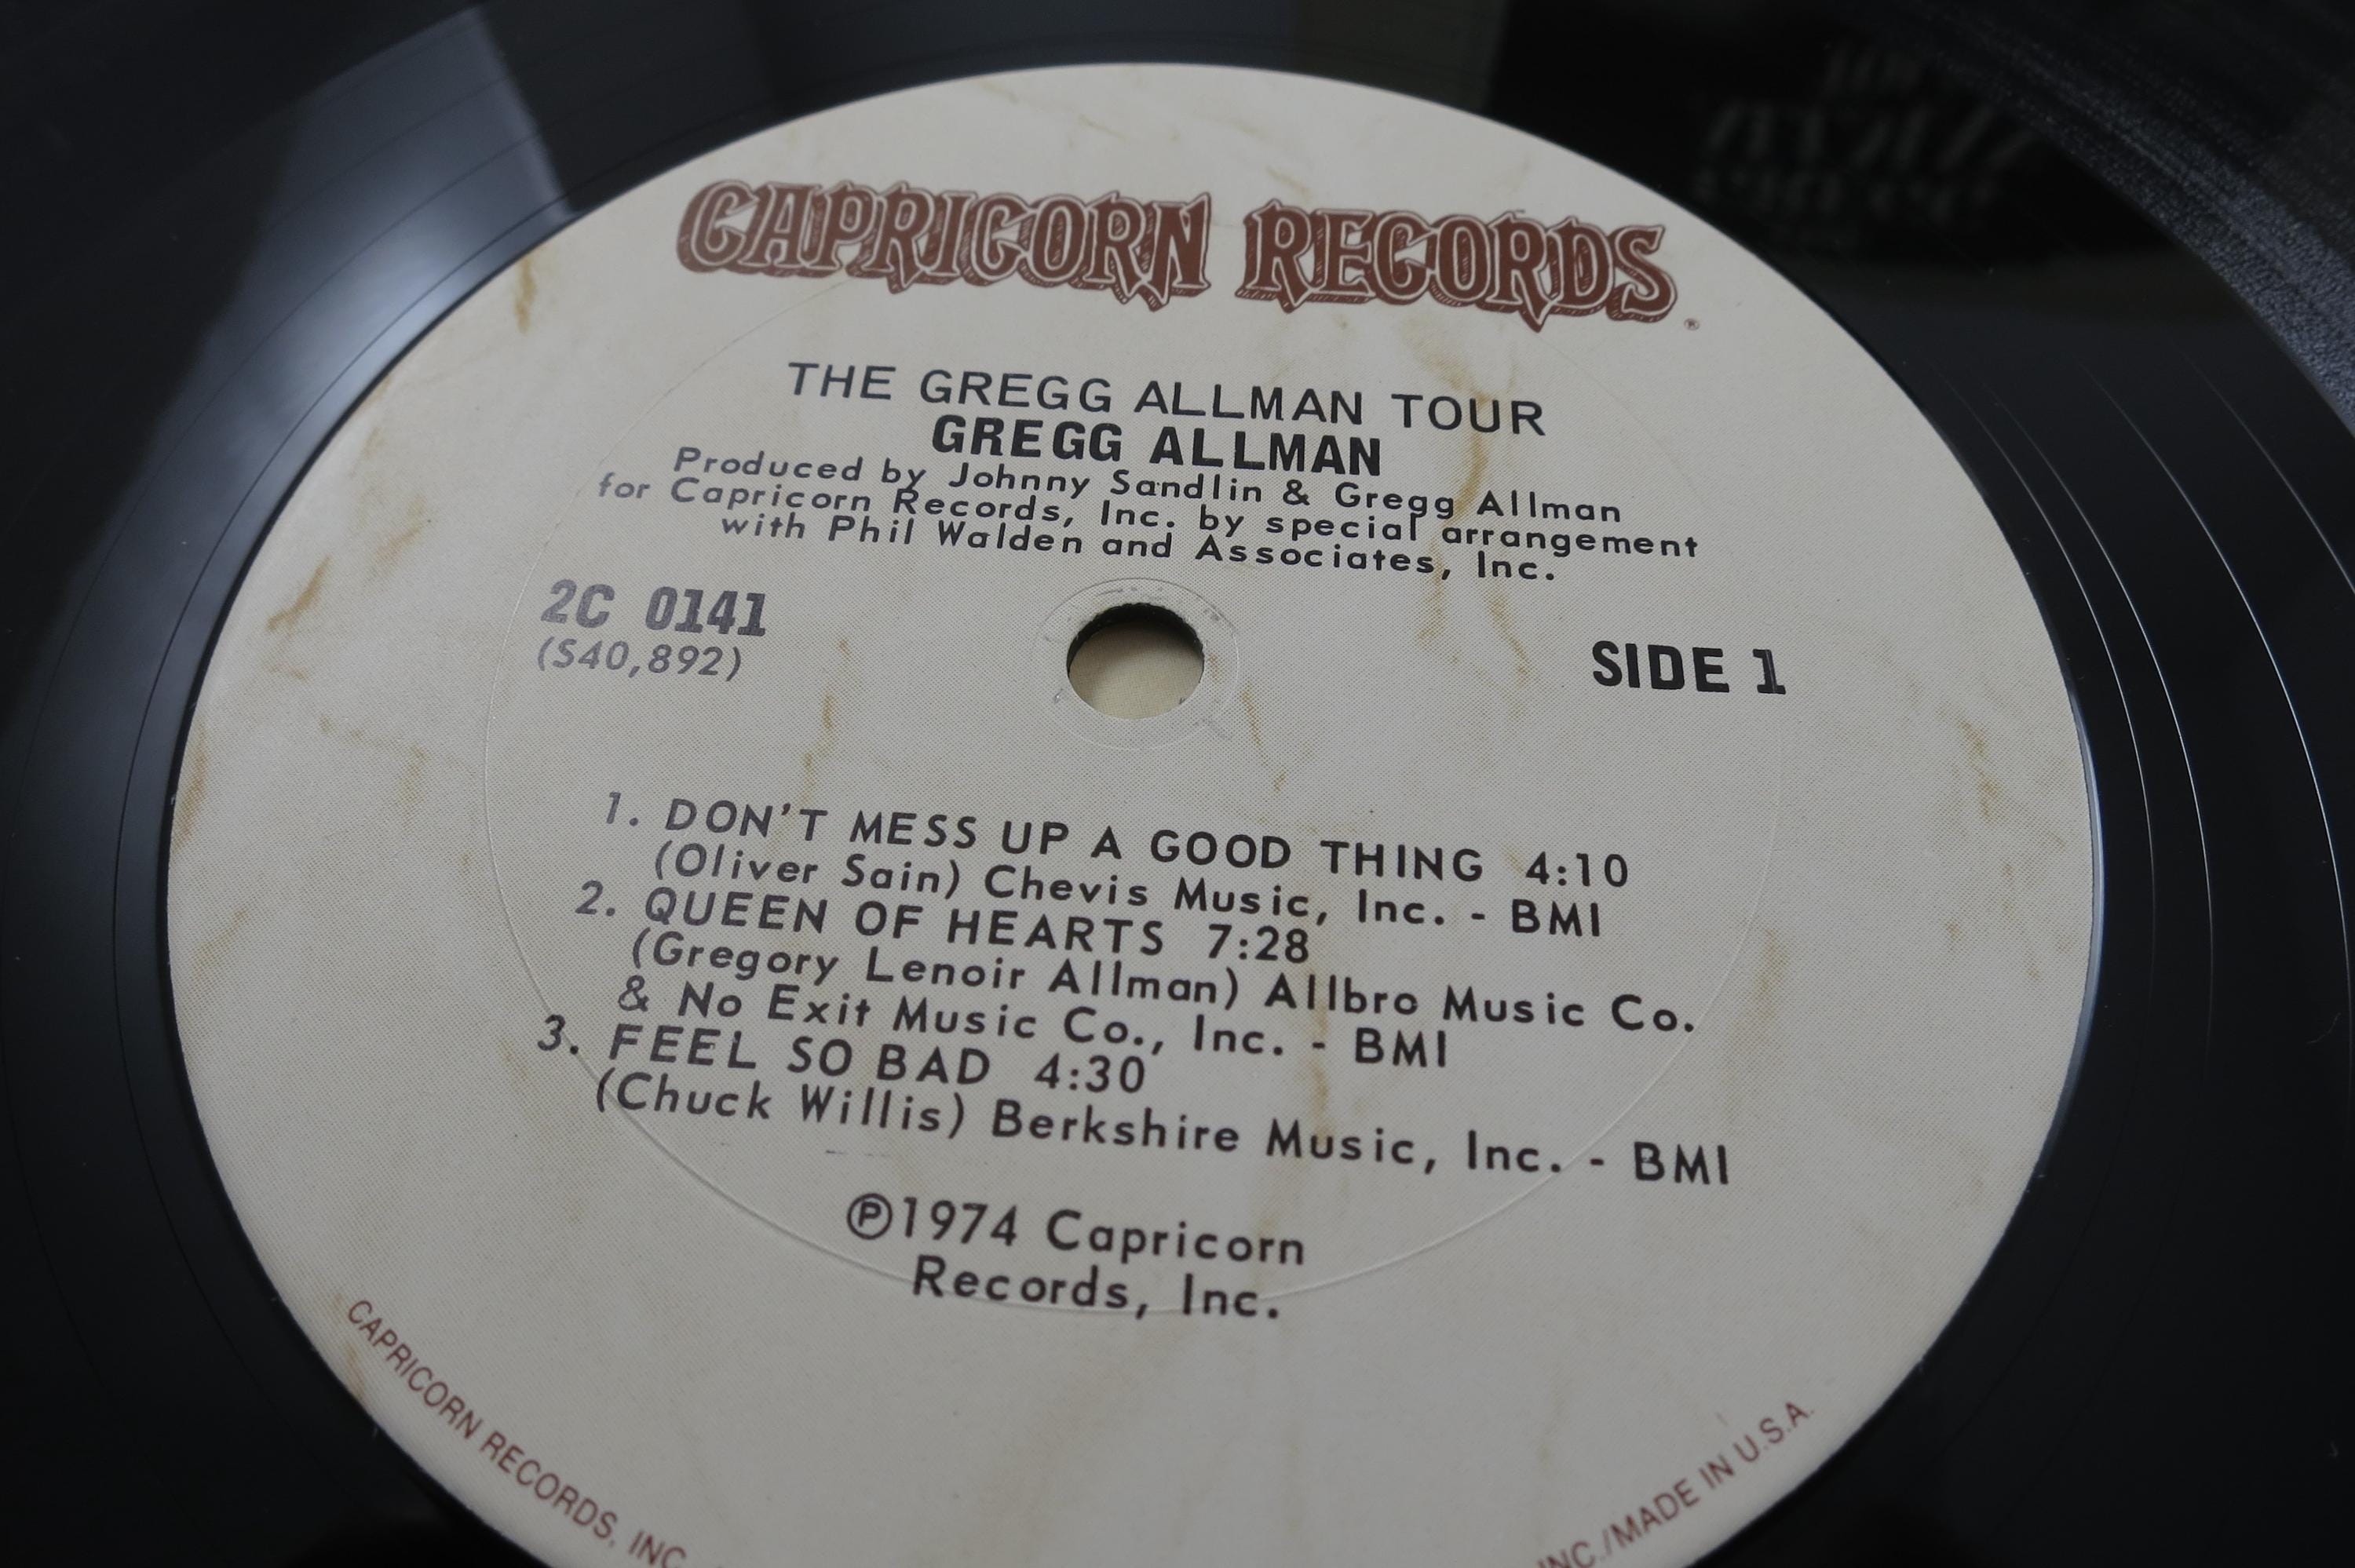 CAPRICORN RECORDS®
THE GREGG ALLMAN TOUR
GREGG ALLMAN
Produced by Johnny Sandlin & Gregg Allman
for Capricorn Records, Inc. by special arrangement
with Phil Walden and Associates, Inc.
2C 0141
(S40,892)
SIDE 1
1. DON'T MESS UP A GOOD THING 4:10
(Oliver Sain) Chevis Music, Inc. - BMI
2. QUEEN OF HEARTS 7:28
(Gregory Lenoir Allman) Allbro Music Co.
& No Exit Music Co., Inc. - BMI
3. FEEL SO BAD 4:30
(Chuck Willis) Berkshire Music, Inc. - BMI
℗1974 Capricorn
Records, Inc.
CAPRICORN RECORDS, INC.
INC./MADE IN U.S.A.